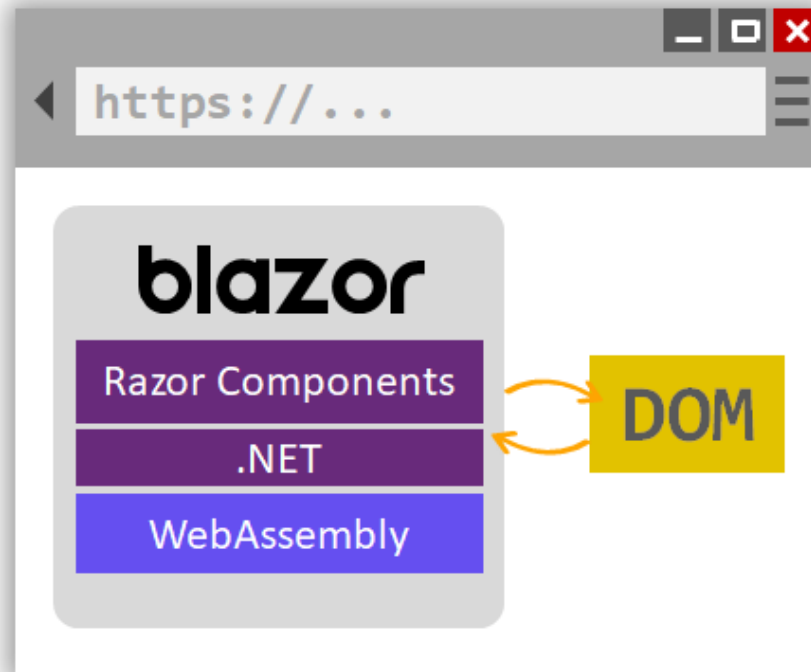 https://...
blazor
Razor Components
.NET
WebAssembly
DOM